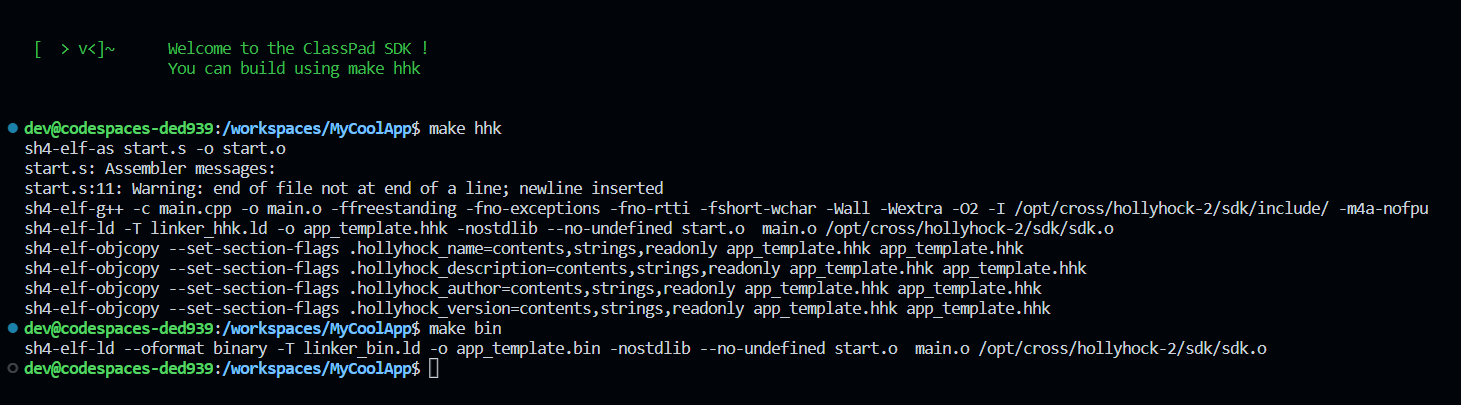 [  > v<]~      Welcome to the ClassPad SDK !
You can build using make hhk
dev@codespaces-ded939:/workspaces/MyCoolApp$ make hhk
sh4-elf-as start.s -o start.o
start.s: Assembler messages:
start.s:11: Warning: end of file not at end of a line; newline inserted
sh4-elf-g++ -c main.cpp -o main.o -ffreestanding -fno-exceptions -fno-rtti -fshort-wchar -Wall -Wextra -O2 -I /opt/cross/hollyhock-2/sdk/include/ -m4a-nofpu
sh4-elf-ld -T linker_hhk.ld -o app_template.hhk -nostdlib --no-undefined start.o  main.o /opt/cross/hollyhock-2/sdk/sdk.o
sh4-elf-objcopy --set-section-flags .hollyhock_name=contents,strings,readonly app_template.hhk app_template.hhk
sh4-elf-objcopy --set-section-flags .hollyhock_description=contents,strings,readonly app_template.hhk app_template.hhk
sh4-elf-objcopy --set-section-flags .hollyhock_author=contents,strings,readonly app_template.hhk app_template.hhk
sh4-elf-objcopy --set-section-flags .hollyhock_version=contents,strings,readonly app_template.hhk app_template.hhk
dev@codespaces-ded939:/workspaces/MyCoolApp$ make bin
sh4-elf-ld --oformat binary -T linker_bin.ld -o app_template.bin -nostdlib --no-undefined start.o  main.o /opt/cross/hollyhock-2/sdk/sdk.o
dev@codespaces-ded939:/workspaces/MyCoolApp$